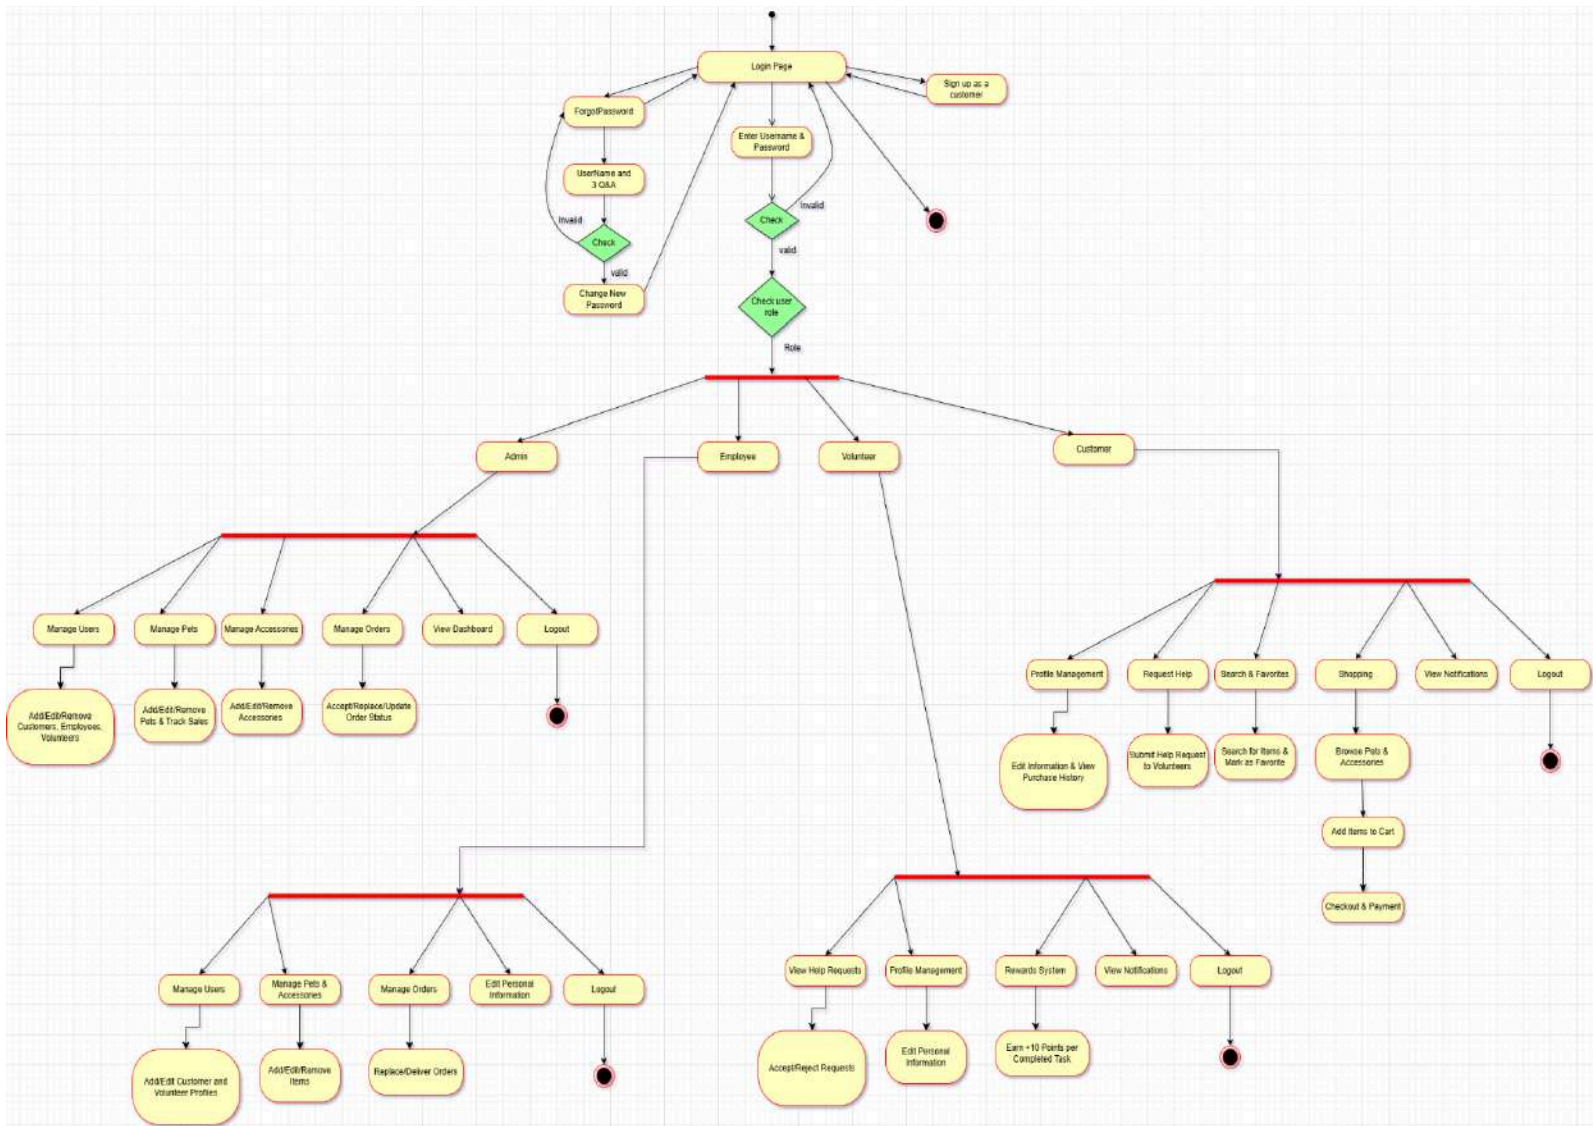 Login Page
Sign up as a
customer
ForgotPassword
Enter Username &
Password
UserName and
3 Q&A
Invalid
Check
valid
Change New
Password
Invalid
Check
valid
Check user
role
Role
Admin
Employee
Volunteer
Customer
Manage Users
Manage Pets
Manage Accessories
Manage Orders
View Dashboard
Logout
Add/Edit/Remove
Customers, Employees,
Volunteers
Add/Edit/Remove
Pets & Track Sales
Add/Edit/Remove
Accessories
Accept/Replace/Update
Order Status
Profile Management
Request Help
Search & Favorites
Shopping
View Notifications
Logout
Edit Information & View
Purchase History
Submit Help Request
to Volunteers
Search for Items &
Mark as Favorite
Browse Pets &
Accessories
Add Items to Cart
Checkout & Payment
Manage Users
Manage Pets &
Accessories
Manage Orders
Edit Personal
Information
Logout
Add/Edit Customer and
Volunteer Profiles
Add/Edit/Remove
Items
Replace/Deliver Orders
View Help Requests
Profile Management
Rewards System
View Notifications
Logout
Accept/Reject Requests
Edit Personal
Information
Earn +10 Points per
Completed Task